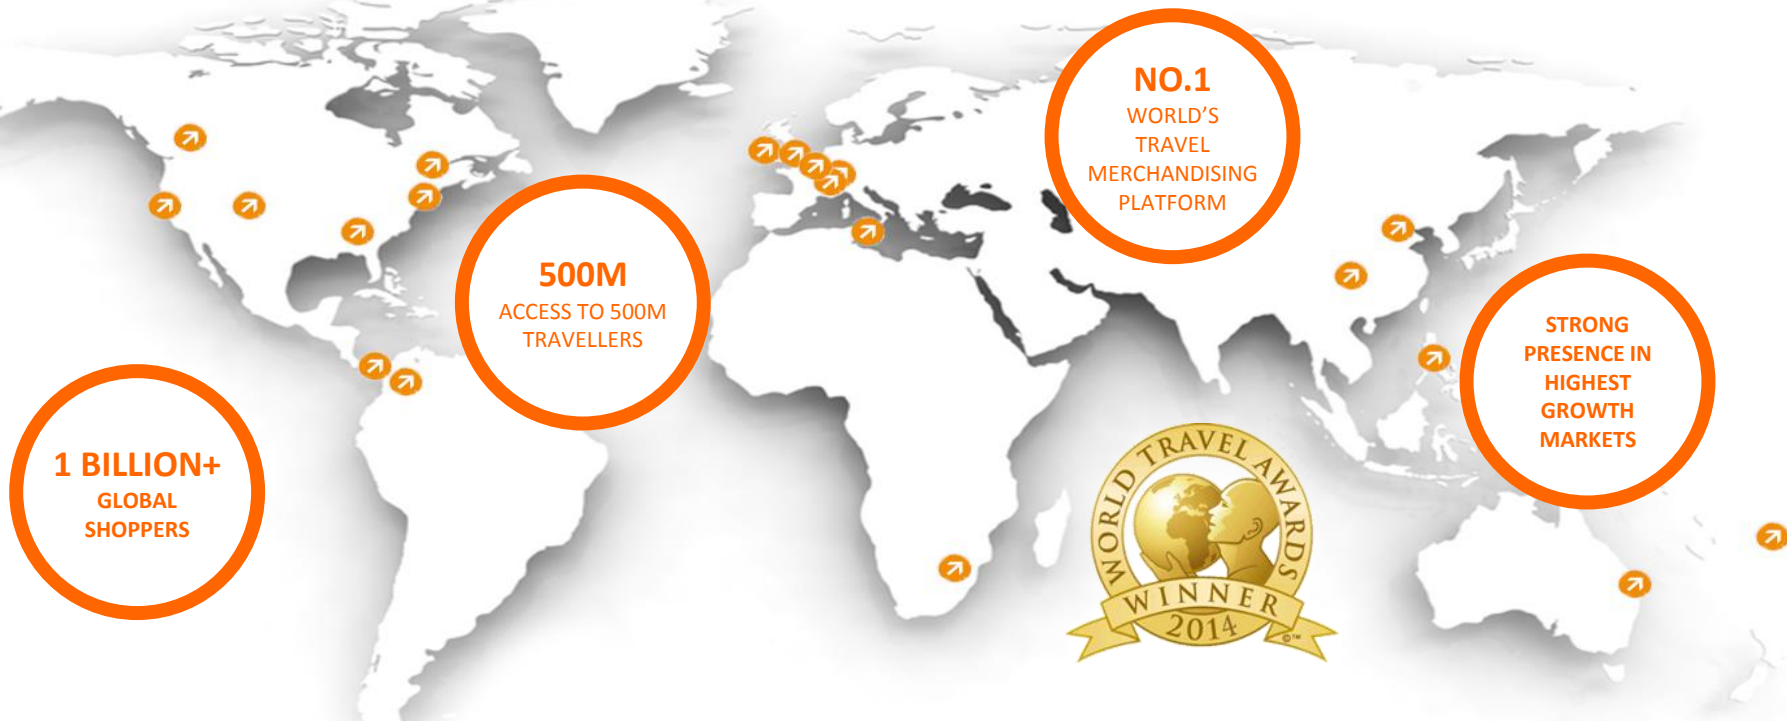 NO.1
WORLD'S
TRAVEL
MERCHANDISING
PLATFORM
500M
ACCESS TO 500M
TRAVELLERS
STRONG
PRESENCE IN
HIGHEST
GROWTH
MARKETS
1 BILLION+
GLOBAL
SHOPPERS
WORLD TRAVEL AWARDS
WINNER
2014
©™